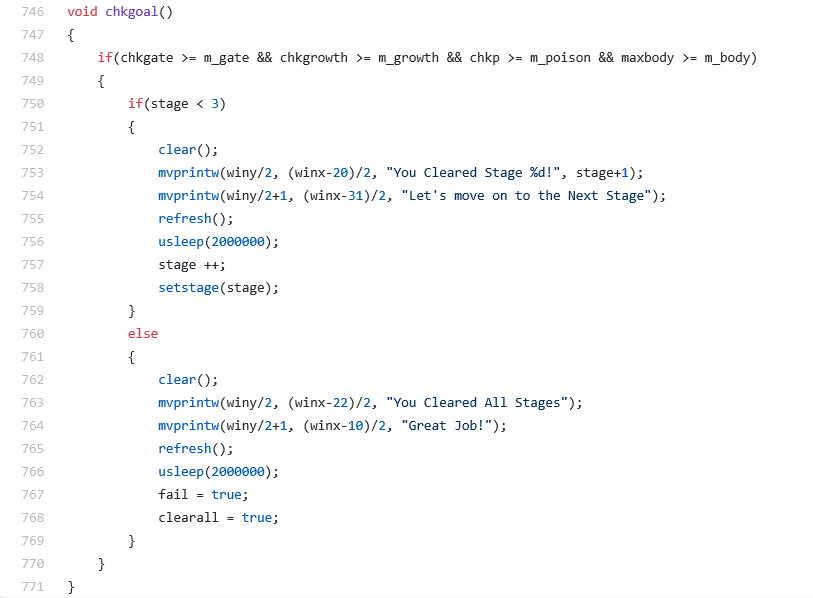 746 void chkgoal()
747 {
748     if(chkgate >= m_gate && chkgrowth >= m_growth && chkp >= m_poison && maxbody >= m_body)
749     {
750         if(stage < 3)
751         {
752             clear();
753             mvprintw(winy/2, (winx-20)/2, "You Cleared Stage %d!", stage+1);
754             mvprintw(winy/2+1, (winx-31)/2, "Let's move on to the Next Stage");
755             refresh();
756             usleep(2000000);
757             stage ++;
758             setstage(stage);
759         }
760         else
761         {
762             clear();
763             mvprintw(winy/2, (winx-22)/2, "You Cleared All Stages");
764             mvprintw(winy/2+1, (winx-10)/2, "Great Job!");
765             refresh();
766             usleep(2000000);
767             fail = true;
768             clearall = true;
769         }
770     }
771 }